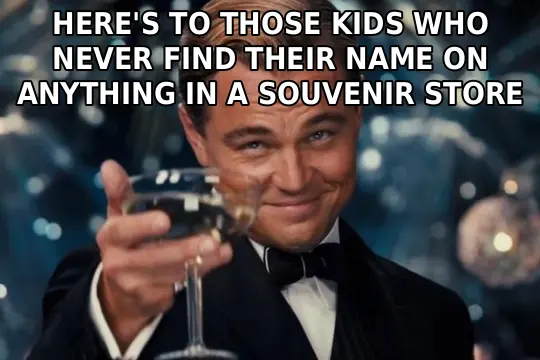 HERE'S TO THOSE KIDS WHO
NEVER FIND THEIR NAME ON
ANYTHING IN A SOUVENIR STORE